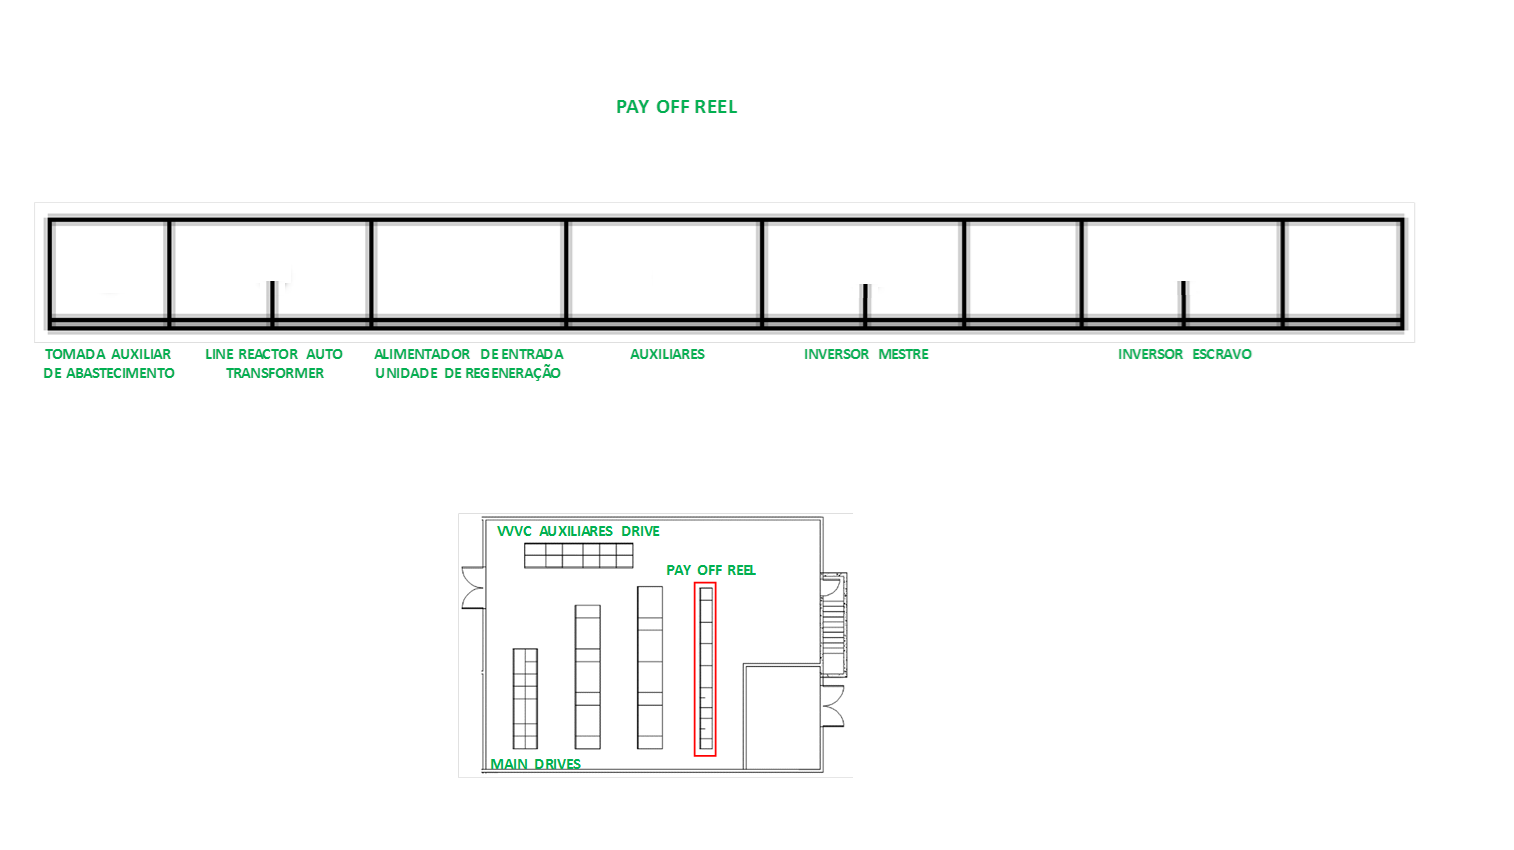 PAY OFF REEL
TOMADA AUXILIAR
DE ABASTECIMENTO
LINE REACTOR AUTO
TRANSFORMER
ALIMENTADOR DE ENTRADA
UNIDADE DE REGENERAÇÃO
AUXILIARES
INVERSOR MESTRE
INVERSOR ESCRAVO
VVVC AUXILIARES DRIVE
PAY OFF REEL
MAIN DRIVES